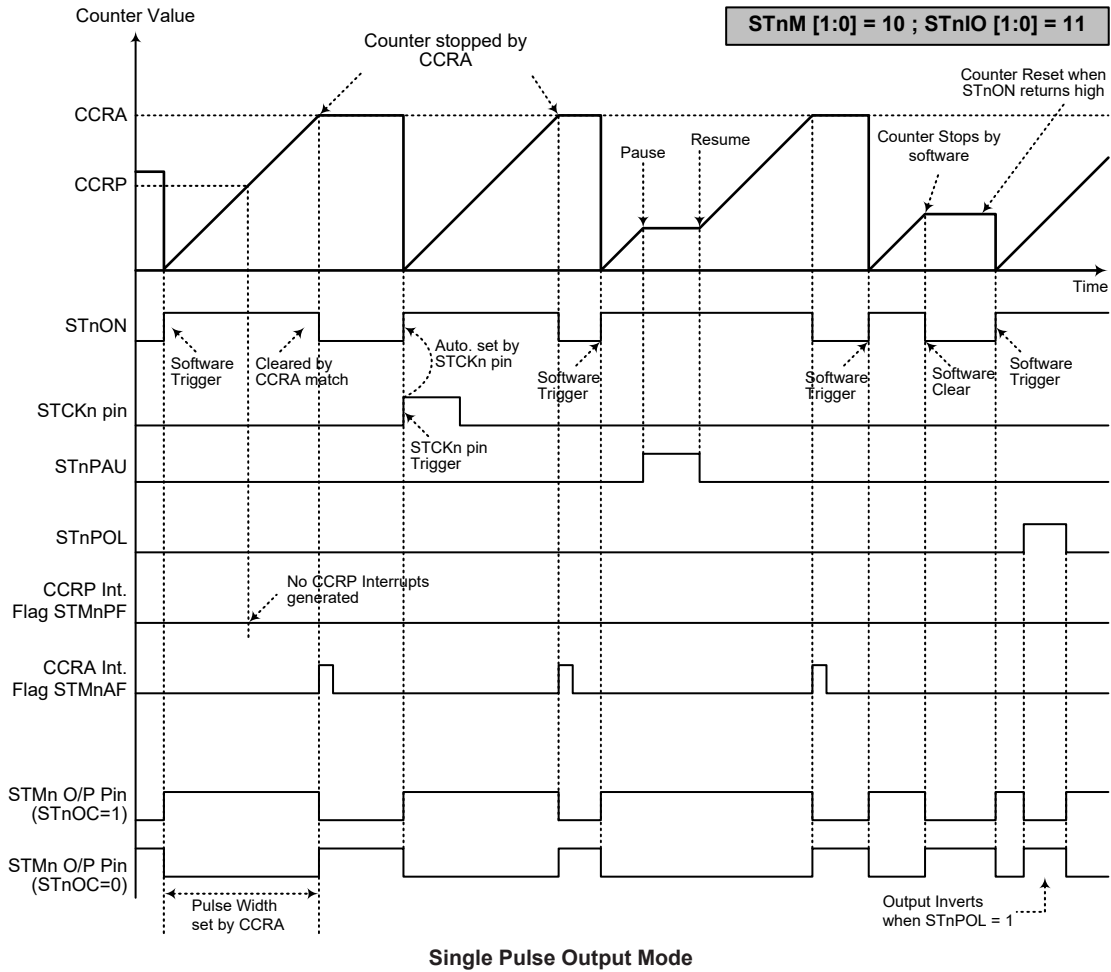 Counter Value
STnM [1:0] = 10 ; STnIO [1:0] = 11
Counter stopped by
CCRA
Counter Reset when
STnON returns high
CCRA
CCRP
Pause
Resume
Counter Stops by
software
Time
STnON
Software
Trigger
Cleared by
CCRA match
Auto. set by
STCKn pin
Software
Trigger
Software
Trigger
Software
Clear
Software
Trigger
STCKn pin
STCKn pin
Trigger
STnPAU
STnPOL
CCRP Int.
Flag STMnPF
No CCRP Interrupts
generated
CCRA Int.
Flag STMnAF
STMn O/P Pin
(STnOC=1)
STMn O/P Pin
(STnOC=0)
Pulse Width
set by CCRA
Output Inverts
when STnPOL = 1
Single Pulse Output Mode